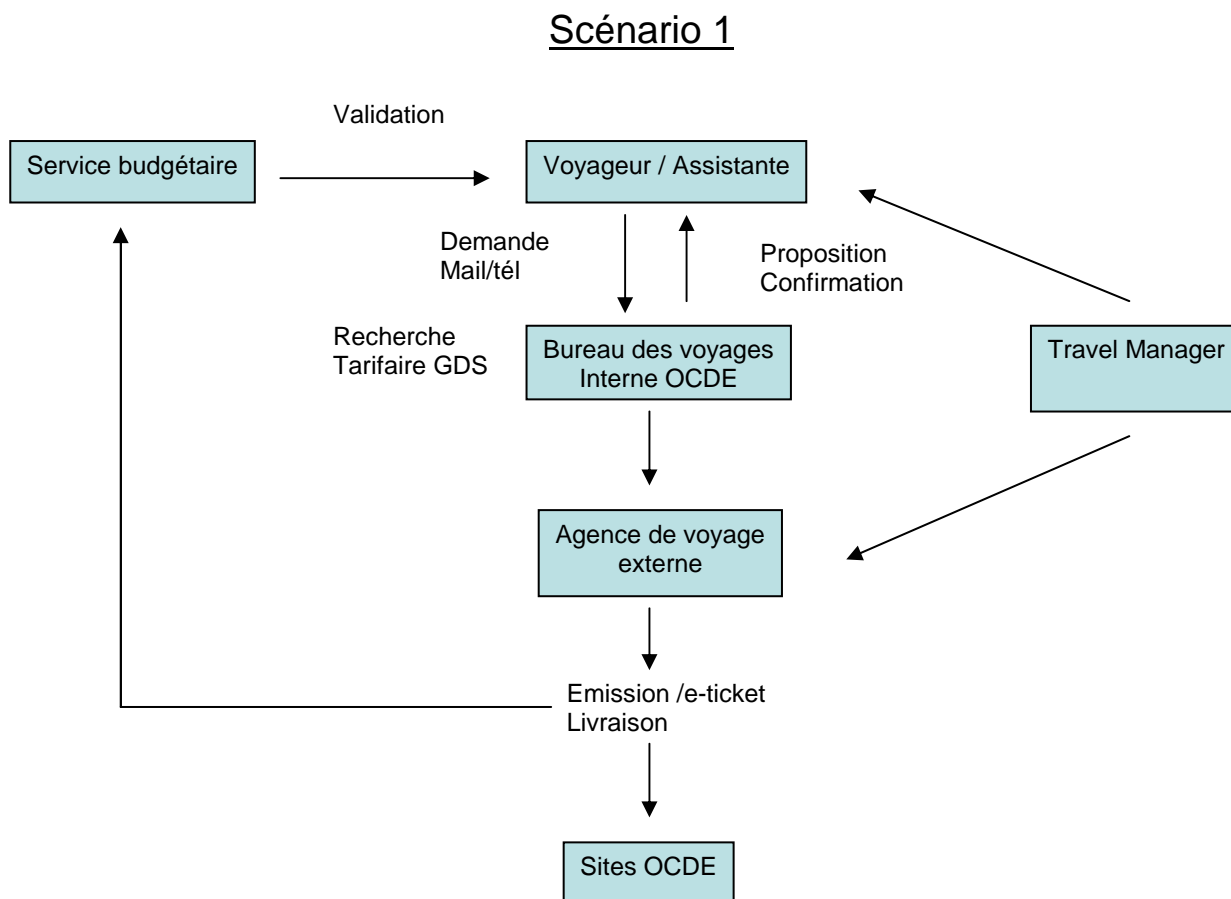 Scénario 1
Validation
Service budgétaire
Voyageur / Assistante
Demande
Mail/tél
Proposition
Confirmation
Recherche
Tarifaire GDS
Bureau des voyages
Interne OCDE
Travel Manager
Agence de voyage
externe
Emission /e-ticket
Livraison
Sites OCDE